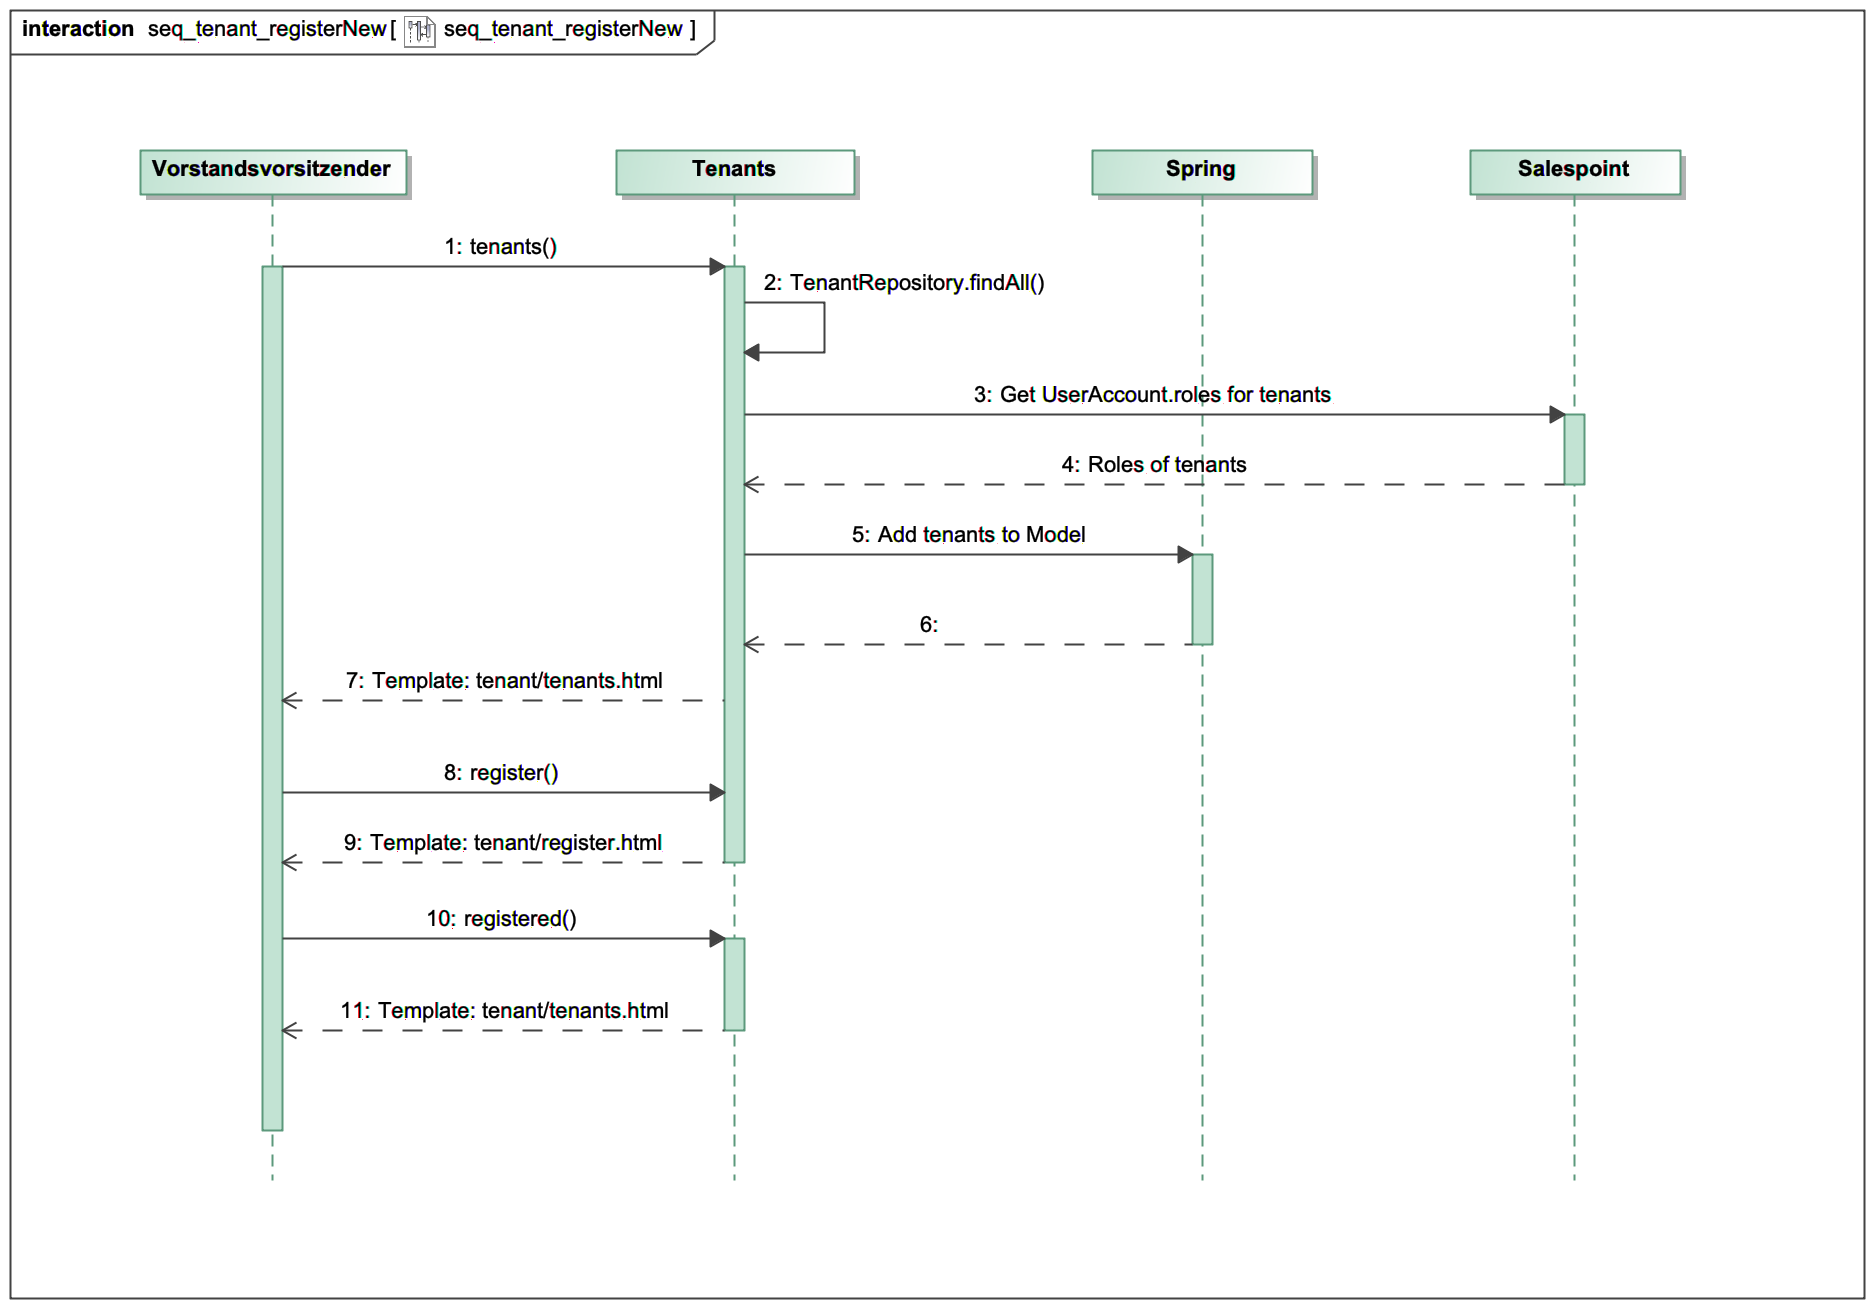 interaction seq_tenant_registerNew[ seq_tenant_registerNew ]
Vorstandsvorsitzender
Tenants
Spring
Salespoint
1: tenants()
2: TenantRepository.findAll()
3: Get UserAccount.roles for tenants
4: Roles of tenants
5: Add tenants to Model
6:
7: Template: tenant/tenants.html
8: register()
9: Template: tenant/register.html
10: registered()
11: Template: tenant/tenants.html